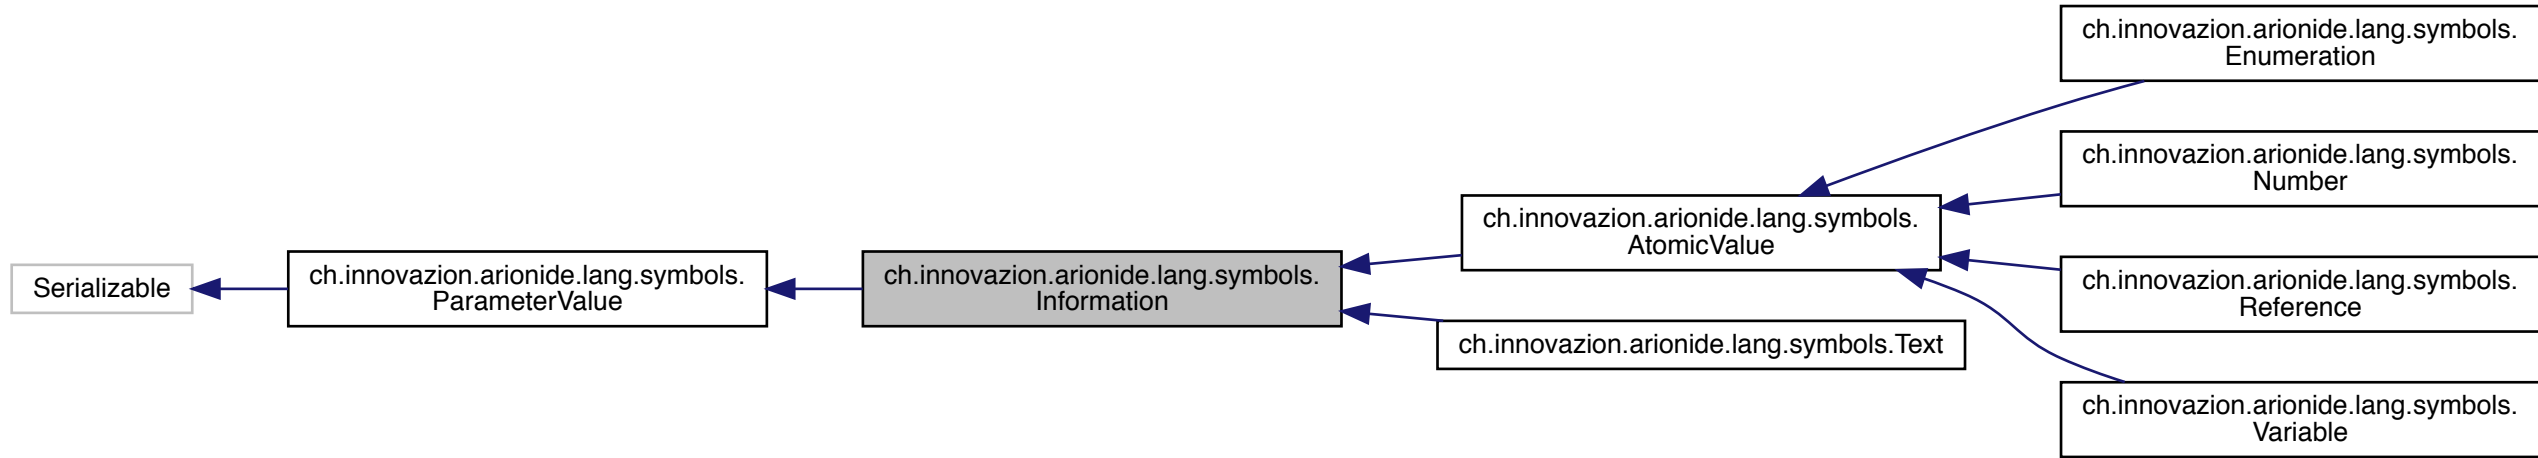 Serializable
ch.innovazion.arionide.lang.symbols.
ParameterValue
ch.innovazion.arionide.lang.symbols.
Information
ch.innovazion.arionide.lang.symbols.
AtomicValue
ch.innovazion.arionide.lang.symbols.Text
ch.innovazion.arionide.lang.symbols.
Enumeration
ch.innovazion.arionide.lang.symbols.
Number
ch.innovazion.arionide.lang.symbols.
Reference
ch.innovazion.arionide.lang.symbols.
Variable